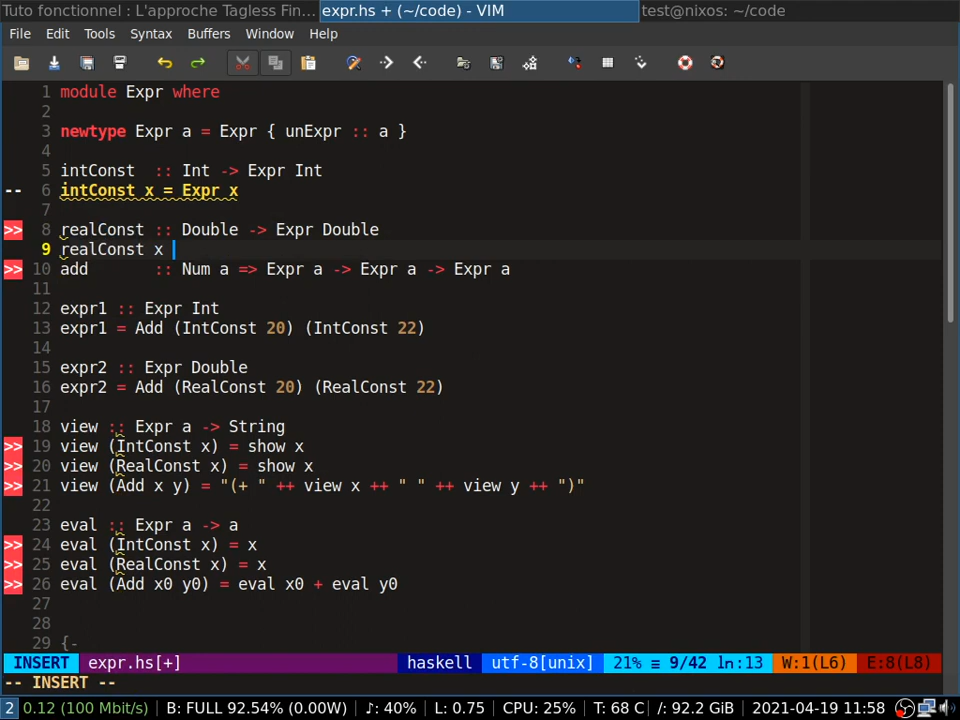 Tuto fonctionnel : L'approche Tagless Fin... expr.hs + (~/code) - VIM test@nixos: ~/code
File Edit Tools Syntax Buffers Window Help
1 module Expr where
2
3 newtype Expr a = Expr { unExpr :: a }
4
5 intConst  :: Int -> Expr Int
-- 6 intConst x = Expr x
7
>> 8 realConst :: Double -> Expr Double
9 realConst x
>> 10 add       :: Num a => Expr a -> Expr a -> Expr a
11
12 expr1 :: Expr Int
13 expr1 = Add (IntConst 20) (IntConst 22)
14
15 expr2 :: Expr Double
16 expr2 = Add (RealConst 20) (RealConst 22)
17
18 view :: Expr a -> String
>> 19 view (IntConst x) = show x
>> 20 view (RealConst x) = show x
>> 21 view (Add x y) = "(+ " ++ view x ++ " " ++ view y ++ ")"
22
23 eval :: Expr a -> a
>> 24 eval (IntConst x) = x
>> 25 eval (RealConst x) = x
>> 26 eval (Add x0 y0) = eval x0 + eval y0
27
28
29 {-
INSERT expr.hs[+] haskell utf-8[unix] 21% ≡ 9/42 ㏑:13 W:1(L6) E:8(L8)
-- INSERT --
2 0.12 (100 Mbit/s) B: FULL 92.54% (0.00W) ♪: 40% L: 0.75 CPU: 25% T: 68 C /: 92.2 GiB 2021-04-19 11:58